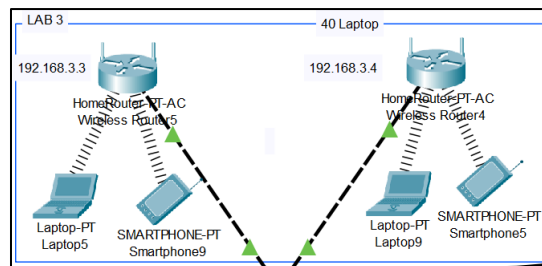 LAB 3
40 Laptop
192.168.3.3
192.168.3.4
HomeRouter-PT-AC
Wireless Router5
HomeRouter-PT-AC
Wireless Router4
Laptop-PT
Laptop5
SMARTPHONE-PT
Smartphone9
Laptop-PT
Laptop9
SMARTPHONE-PT
Smartphone5